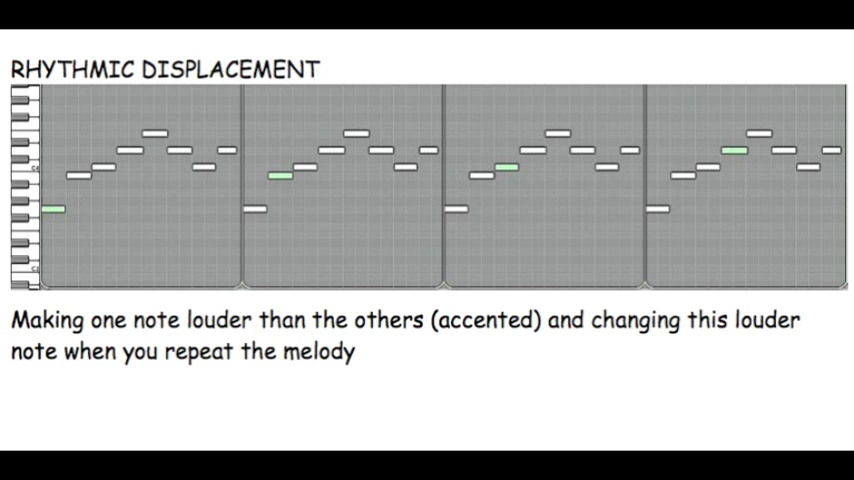 RHYTHMIC DISPLACEMENT
Making one note louder than the others (accented) and changing this louder
note when you repeat the melody